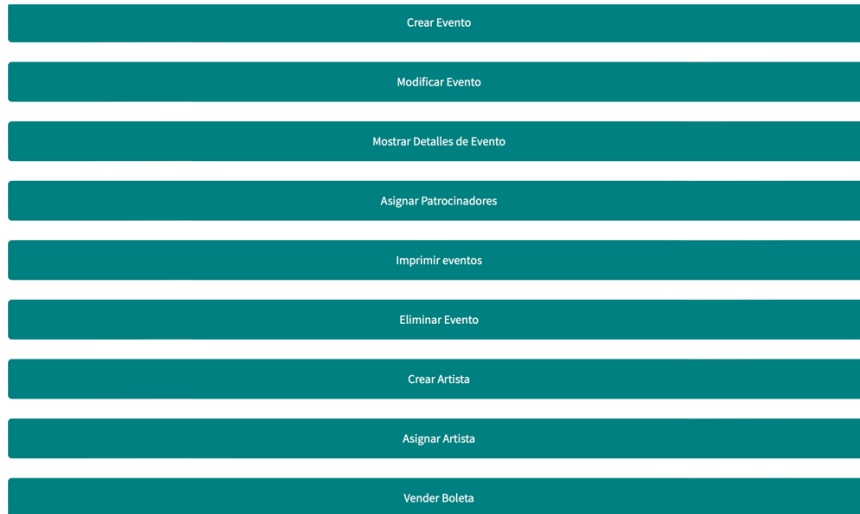 Crear Evento
Modificar Evento
Mostrar Detalles de Evento
Asignar Patrocinadores
Imprimir eventos
Eliminar Evento
Crear Artista
Asignar Artista
Vender Boleta